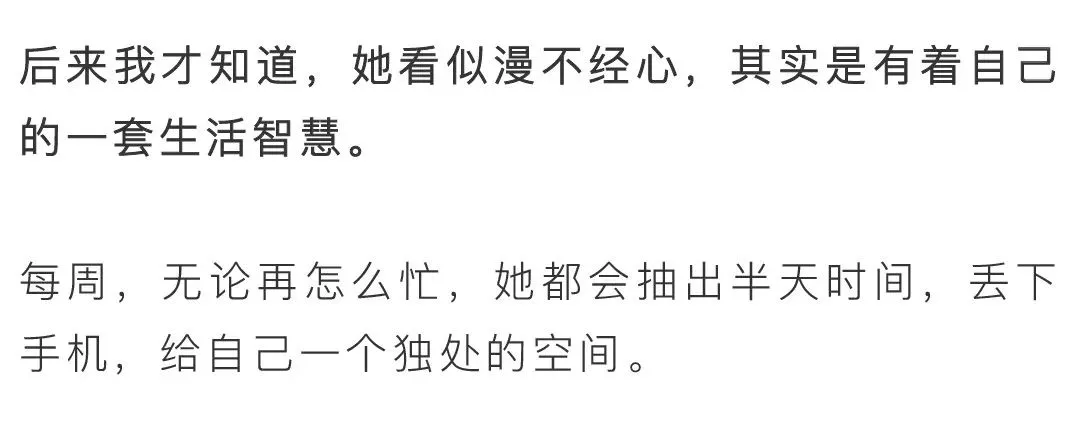 后来我才知道，她看似漫不经心，其实是有着自己
的一套生活智慧。
每周，无论再怎么忙，她都会抽出半天时间，丢下
手机，给自己一个独处的空间。